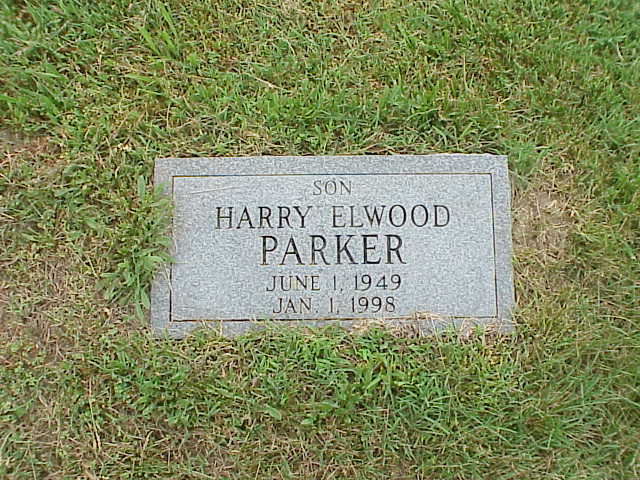 SON
HARRY ELWOOD
PARKER
JUNE 1, 1949
JAN. 1, 1998